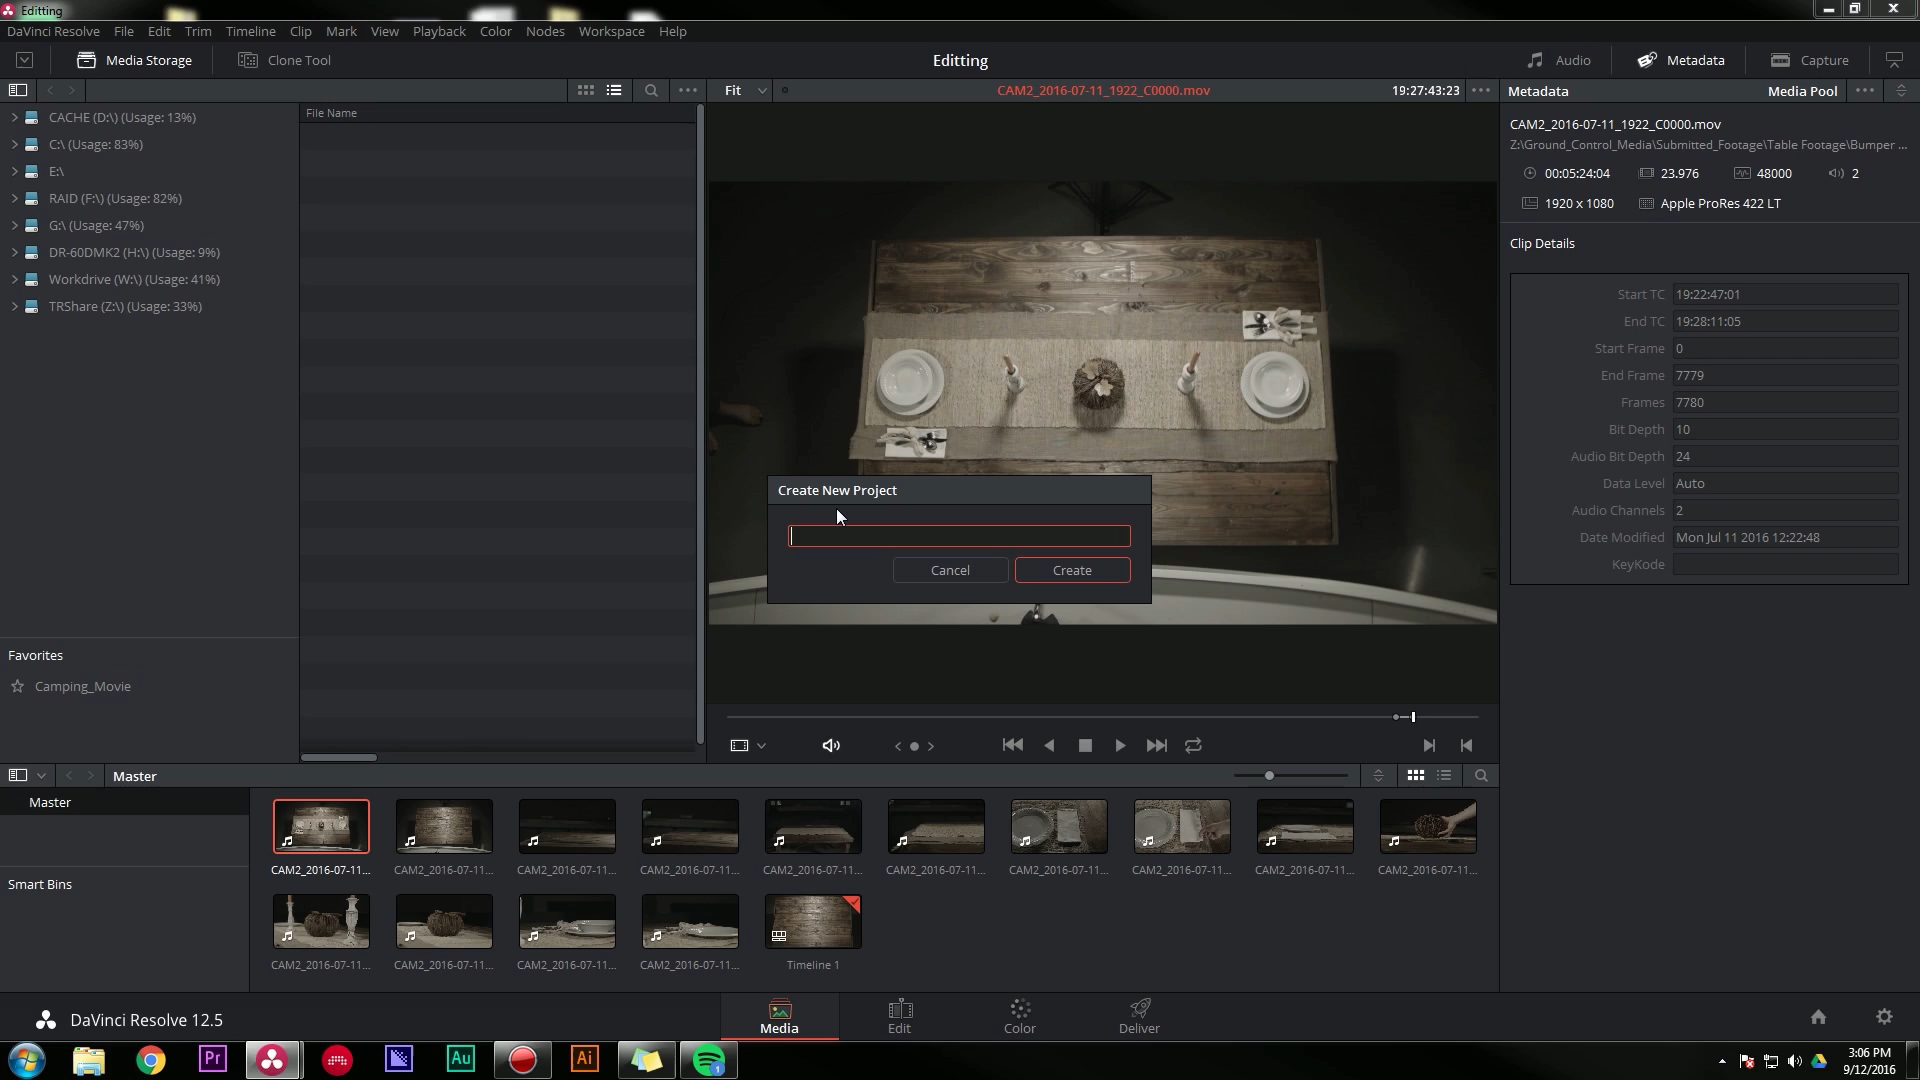 Editting
DaVinci Resolve File Edit Trim Timeline Clip Mark View Playback Color Nodes Workspace Help
Media Storage Clone Tool Editting Audio Metadata Capture
Fit CAM2_2016-07-11_1922_C0000.mov 19:27:43:23 Metadata Media Pool
File Name
CACHE (D:\) (Usage: 13%)
C:\ (Usage: 83%)
E:\
RAID (F:\) (Usage: 82%)
G:\ (Usage: 47%)
DR-60DMK2 (H:\) (Usage: 9%)
Workdrive (W:\) (Usage: 41%)
TRShare (Z:\) (Usage: 33%)
Favorites
Camping_Movie
CAM2_2016-07-11_1922_C0000.mov
Z:\Ground_Control_Media\Submitted_Footage\Table Footage\Bumper ...
00:05:24:04 23.976 48000 2
1920 x 1080 Apple ProRes 422 LT
Clip Details
Start TC 19:22:47:01
End TC 19:28:11:05
Start Frame 0
End Frame 7779
Frames 7780
Bit Depth 10
Audio Bit Depth 24
Data Level Auto
Audio Channels 2
Date Modified Mon Jul 11 2016 12:22:48
KeyKode
Create New Project
Cancel Create
Master
Master
Smart Bins
CAM2_2016-07-11... CAM2_2016-07-11... CAM2_2016-07-11... CAM2_2016-07-11... CAM2_2016-07-11... CAM2_2016-07-11... CAM2_2016-07-11... CAM2_2016-07-11... CAM2_2016-07-11... CAM2_2016-07-11...
CAM2_2016-07-11... CAM2_2016-07-11... CAM2_2016-07-11... CAM2_2016-07-11... Timeline 1
DaVinci Resolve 12.5 Media Edit Color Deliver
Pr Au Ai 1
3:06 PM
9/12/2016